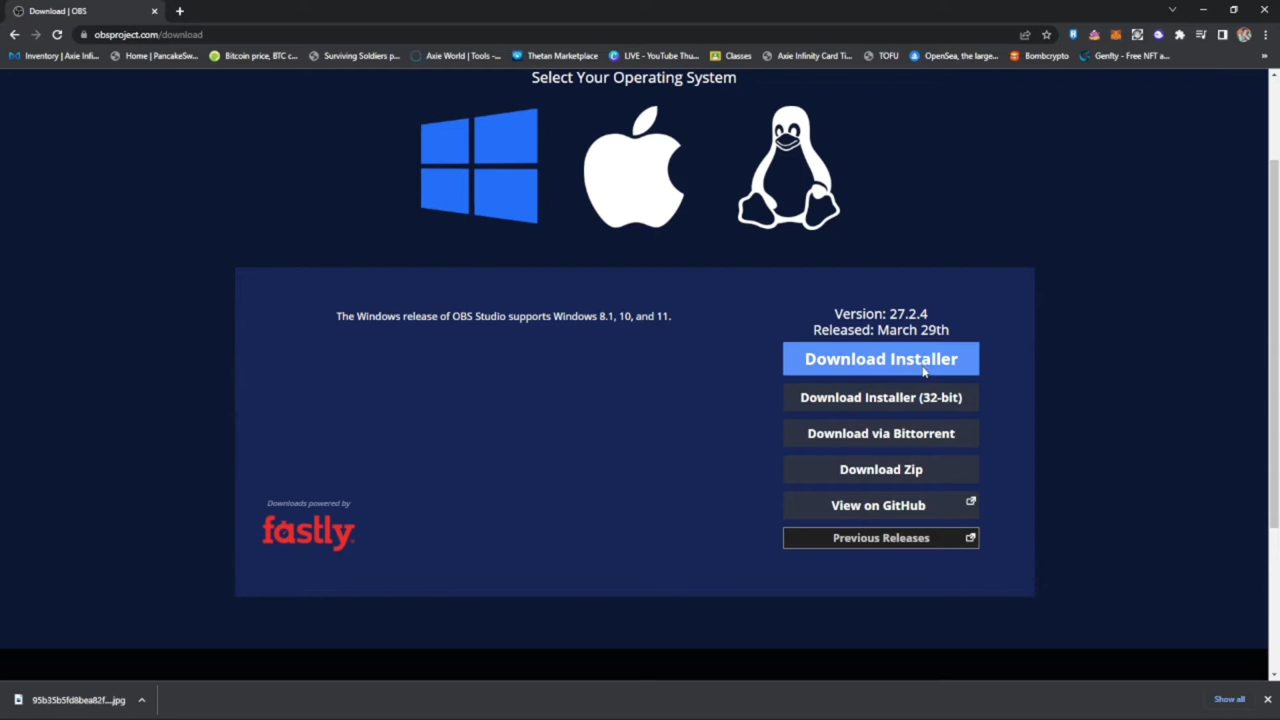 Download | OBS
obsproject.com/download
Inventory | Axie Infi...
Home | PancakeSw...
Bitcoin price, BTC c...
Surviving Soldiers p...
Axie World | Tools -...
Thetan Marketplace
LIVE - YouTube Thu...
Classes
Axie Infinity Card Ti...
TOFU
OpenSea, the large...
Bombcrypto
Genfty - Free NFT a...
Select Your Operating System
The Windows release of OBS Studio supports Windows 8.1, 10, and 11.
Version: 27.2.4
Released: March 29th
Download Installer
Download Installer (32-bit)
Download via Bittorrent
Download Zip
View on GitHub
Previous Releases
Downloads powered by
fastly
95b35b5fd8bea82f....jpg
Show all